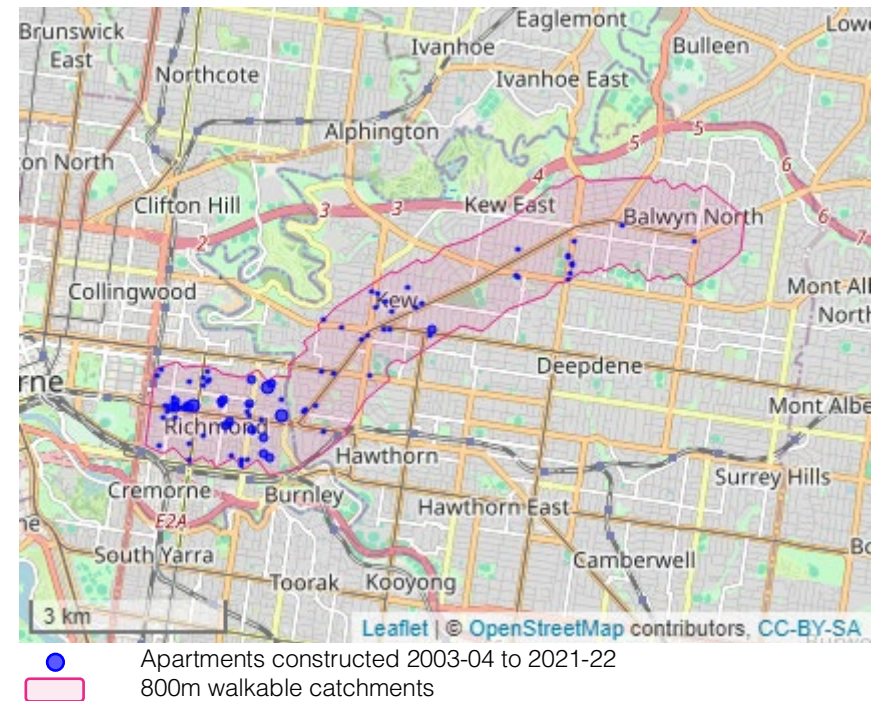 Eaglemont
Brunswick
East
Ivanhoe
Bulleen
Lowe
Northcote
Ivanhoe East
Alphington
5
5
on North
4
6
Clifton Hill
3
3
Kew East
Balwyn North
6
2
7
Collingwood
Kew
Mont Al
North
Deepdene
rne
Mont Albe
Richmond
Hawthorn
Surrey Hills
Cremorne
Burnley
Hawthorn East
E2A
ne
South Yarra
Camberwell
Bo
Toorak
Kooyong
3 km
Leaflet | © OpenStreetMap contributors, CC-BY-SA
Apartments constructed 2003-04 to 2021-22
800m walkable catchments